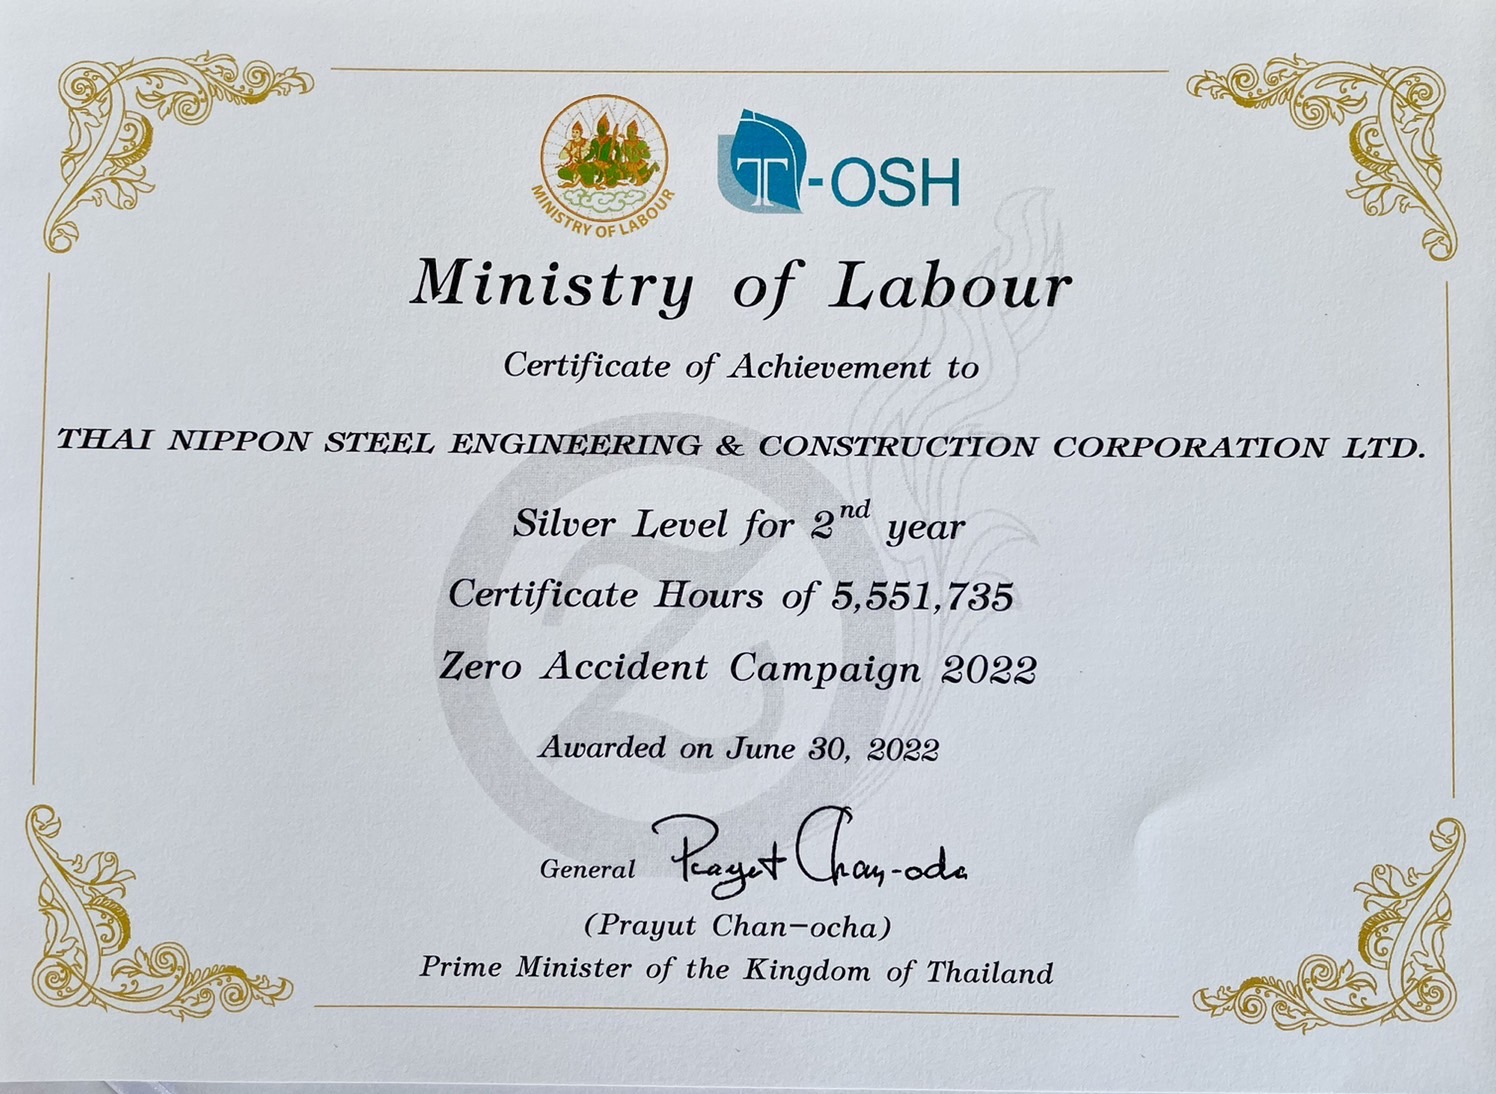 MINISTRY OF LABOUR
T-OSH
Ministry of Labour
Certificate of Achievement to
THAI NIPPON STEEL ENGINEERING & CONSTRUCTION CORPORATION LTD.
Silver Level for 2nd year
Certificate Hours of 5,551,735
Zero Accident Campaign 2022
Awarded on June 30, 2022
General Prayut Chan-ocha
(Prayut Chan-ocha)
Prime Minister of the Kingdom of Thailand